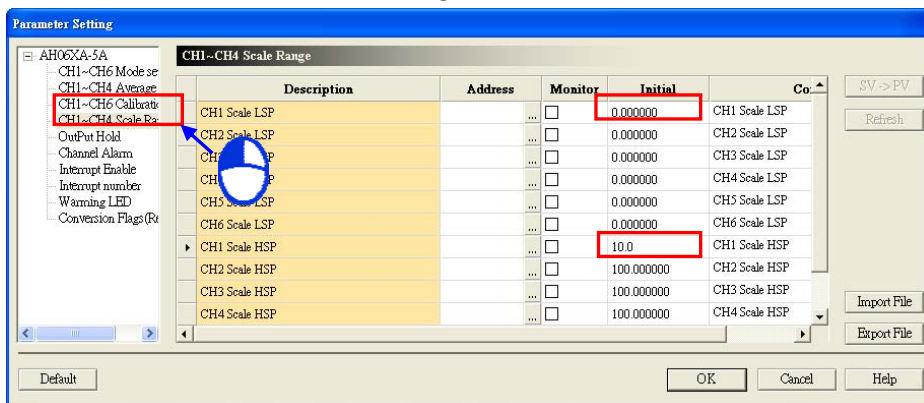 Parameter Setting
AH06XA-5A
CH1~CH6 Mode se
CH1~CH4 Average
CH1~CH6 Calibratio
CH1~CH4 Scale Ra
OutPut Hold
Channel Alarm
Interrupt Enable
Interrupt number
Warning LED
Conversion Flags(Re
CH1~CH4 Scale Range
Description Address Monitor Initial Co
CH1 Scale LSP ... 0.000000 CH1 Scale LSP
CH2 Scale LSP ... 0.000000 CH2 Scale LSP
CH3 P ... 0.000000 CH3 Scale LSP
CH P ... 0.000000 CH4 Scale LSP
CH5 LSP ... 0.000000 CH5 Scale LSP
CH6 Scale LSP ... 0.000000 CH6 Scale LSP
CH1 Scale HSP ... 10.0 CH1 Scale HSP
CH2 Scale HSP ... 100.000000 CH2 Scale HSP
CH3 Scale HSP ... 100.000000 CH3 Scale HSP
CH4 Scale HSP ... 100.000000 CH4 Scale HSP
SV -> PV
Refresh
Import File
Export File
Default OK Cancel Help